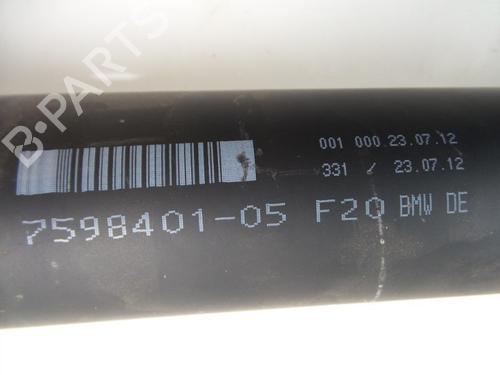 B-PARTS
001 000 23.07.12
331 / 23.07.12
7598401-05 F20 BMW DE